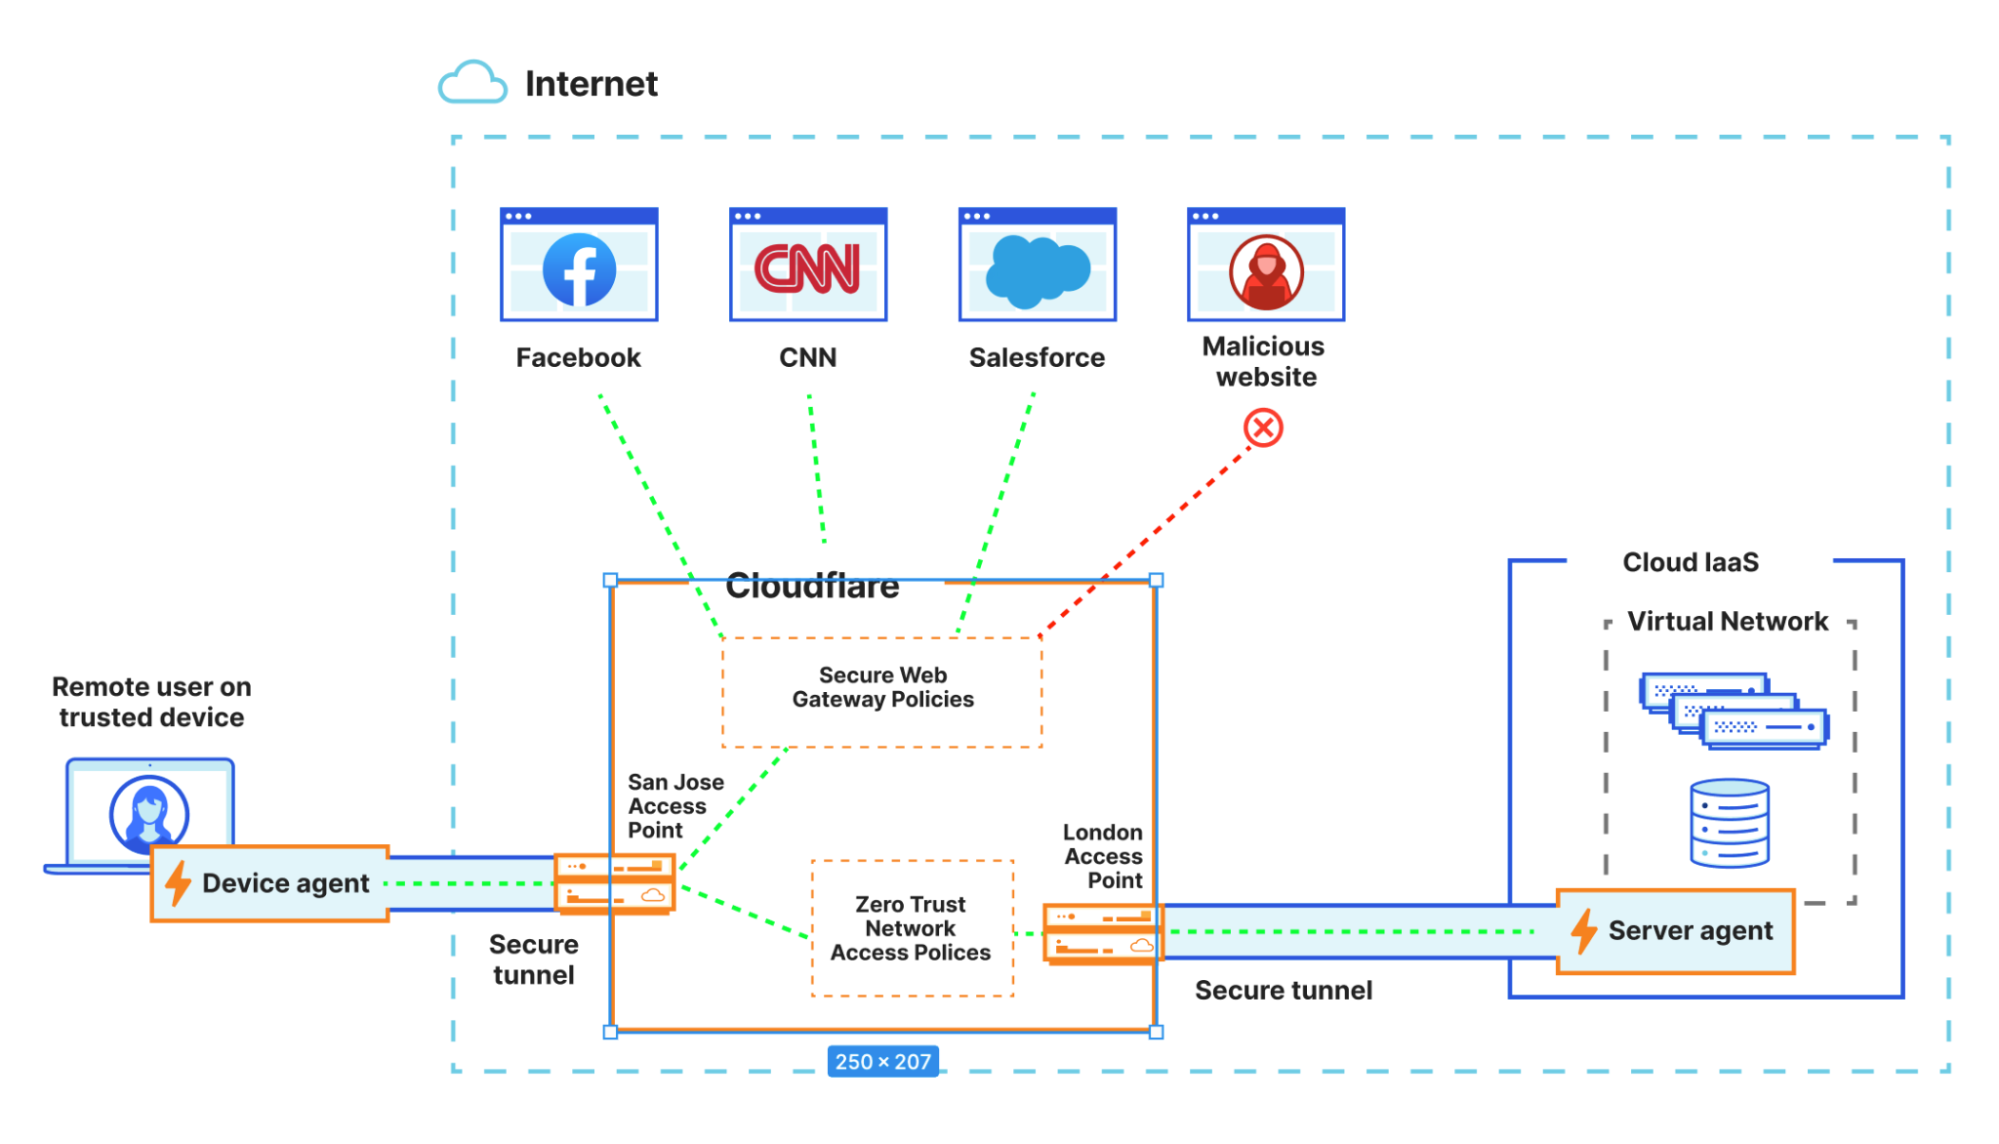 Internet
CNN
Facebook
CNN
Salesforce
Malicious
website
Cloudflare
Secure Web
Gateway Policies
San Jose
Access
Point
Zero Trust
Network
Access Polices
London
Access
Point
Remote user on
trusted device
Device agent
Secure
tunnel
Secure tunnel
Cloud IaaS
Virtual Network
Server agent
250 × 207